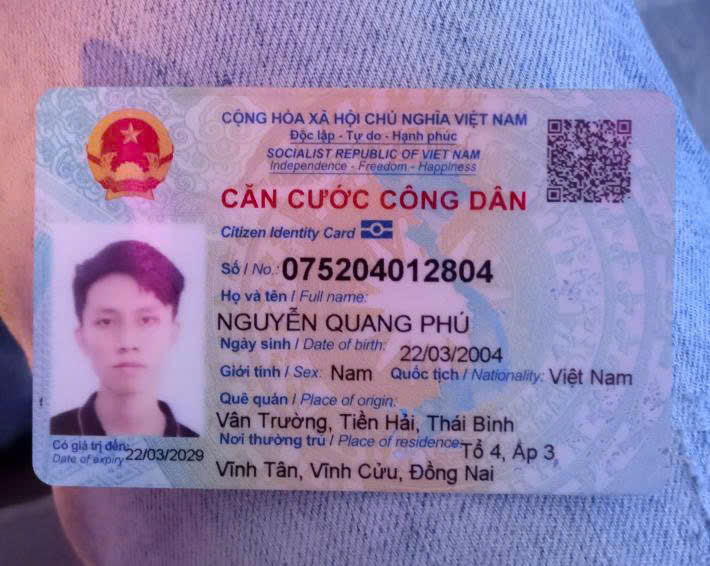 CỘNG HÒA XÃ HỘI CHỦ NGHĨA VIỆT NAM
Độc lập - Tự do - Hạnh phúc
SOCIALIST REPUBLIC OF VIET NAM
Independence - Freedom - Happiness
CĂN CƯỚC CÔNG DÂN
Citizen Identity Card
Số / No.: 075204012804
Họ và tên / Full name:
NGUYỄN QUANG PHÚ
Ngày sinh / Date of birth: 22/03/2004
Giới tính / Sex: Nam Quốc tịch / Nationality: Việt Nam
Quê quán / Place of origin:
Vân Trường, Tiền Hải, Thái Bình
Nơi thường trú / Place of residence: Tổ 4, Ấp 3
Vĩnh Tân, Vĩnh Cửu, Đồng Nai
Có giá trị đến:
Date of expiry 22/03/2029